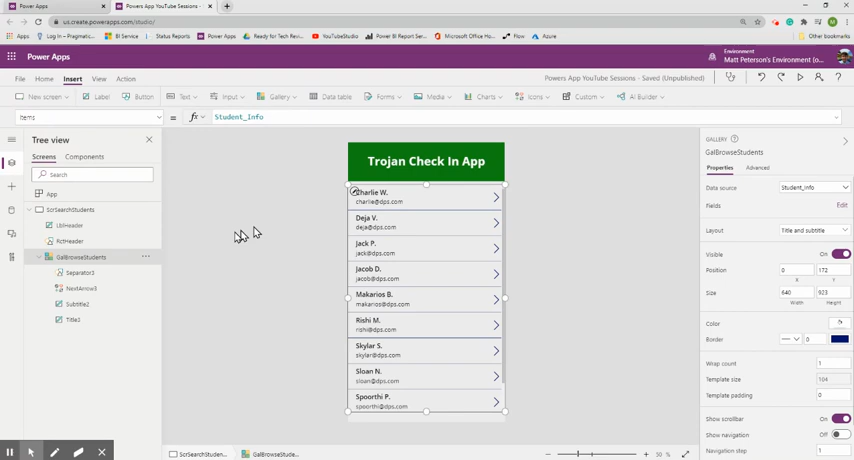 Power Apps
Powers App YouTube Sessions -
us.create.powerapps.com/studio/
Apps
Log In – Pragmatic...
BI Service
Status Reports
Power Apps
Ready for Tech Rew...
YouTubeStudio
Power BI Report Ser...
Microsoft Office Ho...
Flow
Azure
Other bookmarks
Power Apps
Environment
Matt Peterson's Environment (o...
File Home Insert View Action
Powers App YouTube Sessions - Saved (Unpublished)
New screen
Label
Button
Text
Input
Gallery
Data table
Forms
Media
Charts
Icons
Custom
AI Builder
Items
=
fx
Student_Info
Tree view
Screens Components
Search
App
ScrSearchStudents
LblHeader
RctHeader
GalBrowseStudents
Separator3
NextArrow3
Subtitle2
Title3
Trojan Check In App
Charlie W.
charlie@dps.com
Deja V.
deja@dps.com
Jack P.
jack@dps.com
Jacob D.
jacob@dps.com
Makarios B.
makarios@dps.com
Rishi M.
rishi@dps.com
Skylar S.
skylar@dps.com
Sloan N.
sloan@dps.com
Spoorthi P.
spoorthi@dps.com
GALLERY
GalBrowseStudents
Properties Advanced
Data source Student_Info
Fields Edit
Layout Title and subtitle
Visible On
Position 0 172
X Y
Size 640 923
Width Height
Color
Border 0
Wrap count 1
Template size 104
Template padding 0
Show scrollbar On
Show navigation Off
Navigation step 1
ScrSearchStuden...
GalBrowseStude...
50 %